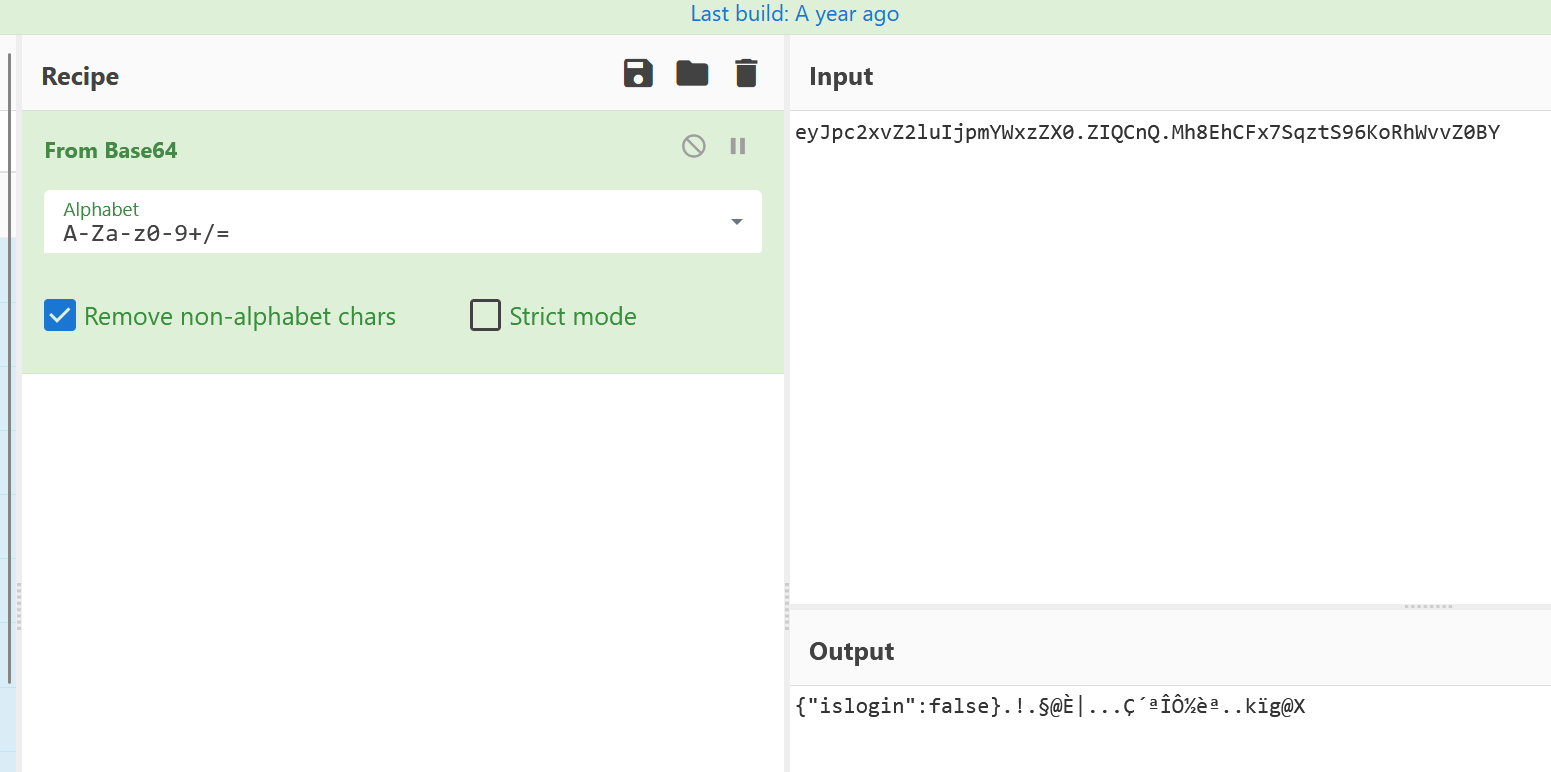 Last build: A year ago
Recipe
Input
From Base64
Alphabet
A-Za-z0-9+/=
Remove non-alphabet chars
Strict mode
eyJpc2xvZ2luIjpmYWxzZX0.ZIQCnQ.Mh8EhCFx7SqztS96KoRhWvvZ0BY
Output
{"islogin":false}.!.§@È|...Ç´ªÎÔ½èª..kïg@X